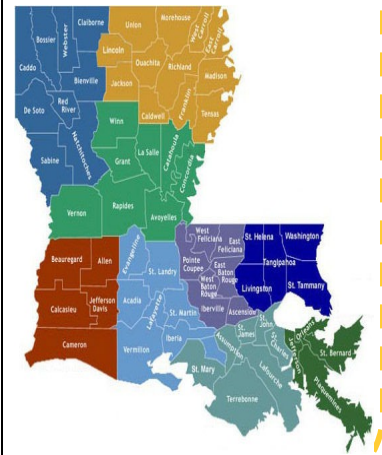 Claiborne
Union
Morehouse
West
Carroll
East
Carroll
Bossier
Webster
Lincoln
Caddo
Ouachita
Richland
Madison
Bienville
Jackson
De Soto
Red
River
Franklin
Caldwell
Tensas
Winn
Natchitoches
Sabine
La Salle
Grant
Catahoula
Concordia
Vernon
Rapides
Avoyelles
West
Feliciana
East
Feliciana
St. Helena
Washington
Beauregard
Allen
Evangeline
St. Landry
Pointe
Coupee
East
Baton
Rouge
West
Baton
Rouge
Tangipahoa
Livingston
St. Tammany
Calcasieu
Jefferson
Davis
Acadia
Lafayette
St. Martin
Iberville
Ascension
Cameron
Vermilion
Iberia
St. Mary
Assumption
St.
James
St.
John
St.
Charles
Lafourche
Terrebonne
Orleans
Jefferson
St. Bernard
Plaquemines